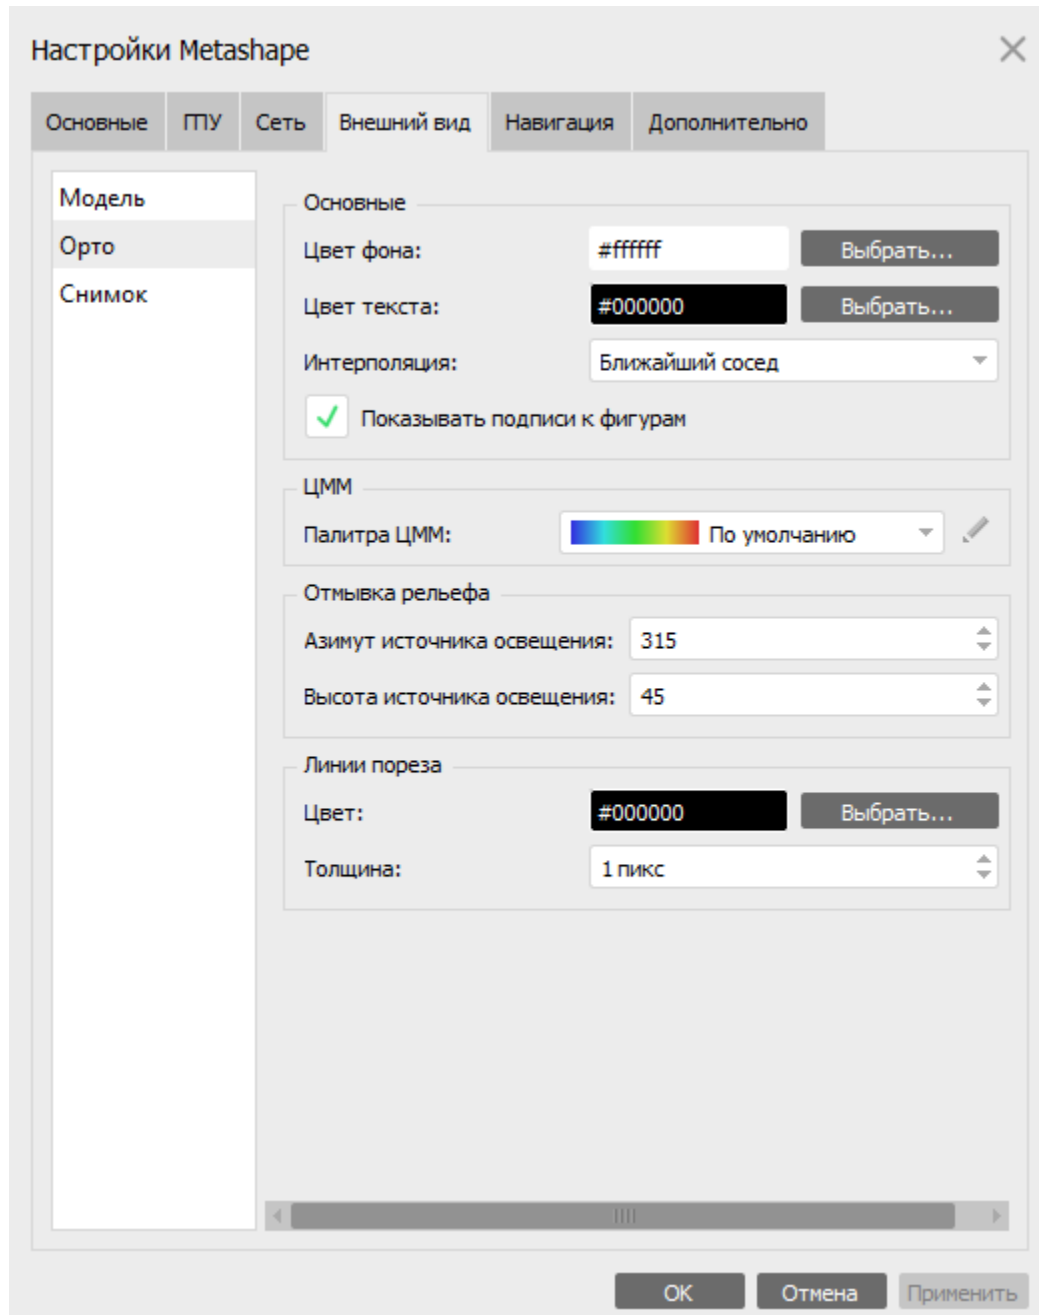 Настройки Metashape
Основные ГПУ Сеть Внешний вид Навигация Дополнительно
Модель
Орто
Снимок
Основные
Цвет фона: #ffffff Выбрать...
Цвет текста: #000000 Выбрать...
Интерполяция: Ближайший сосед
Показывать подписи к фигурам
ЦММ
Палитра ЦММ: По умолчанию
Отмывка рельефа
Азимут источника освещения: 315
Высота источника освещения: 45
Линии пореза
Цвет: #000000 Выбрать...
Толщина: 1 пикс
OK Отмена Применить